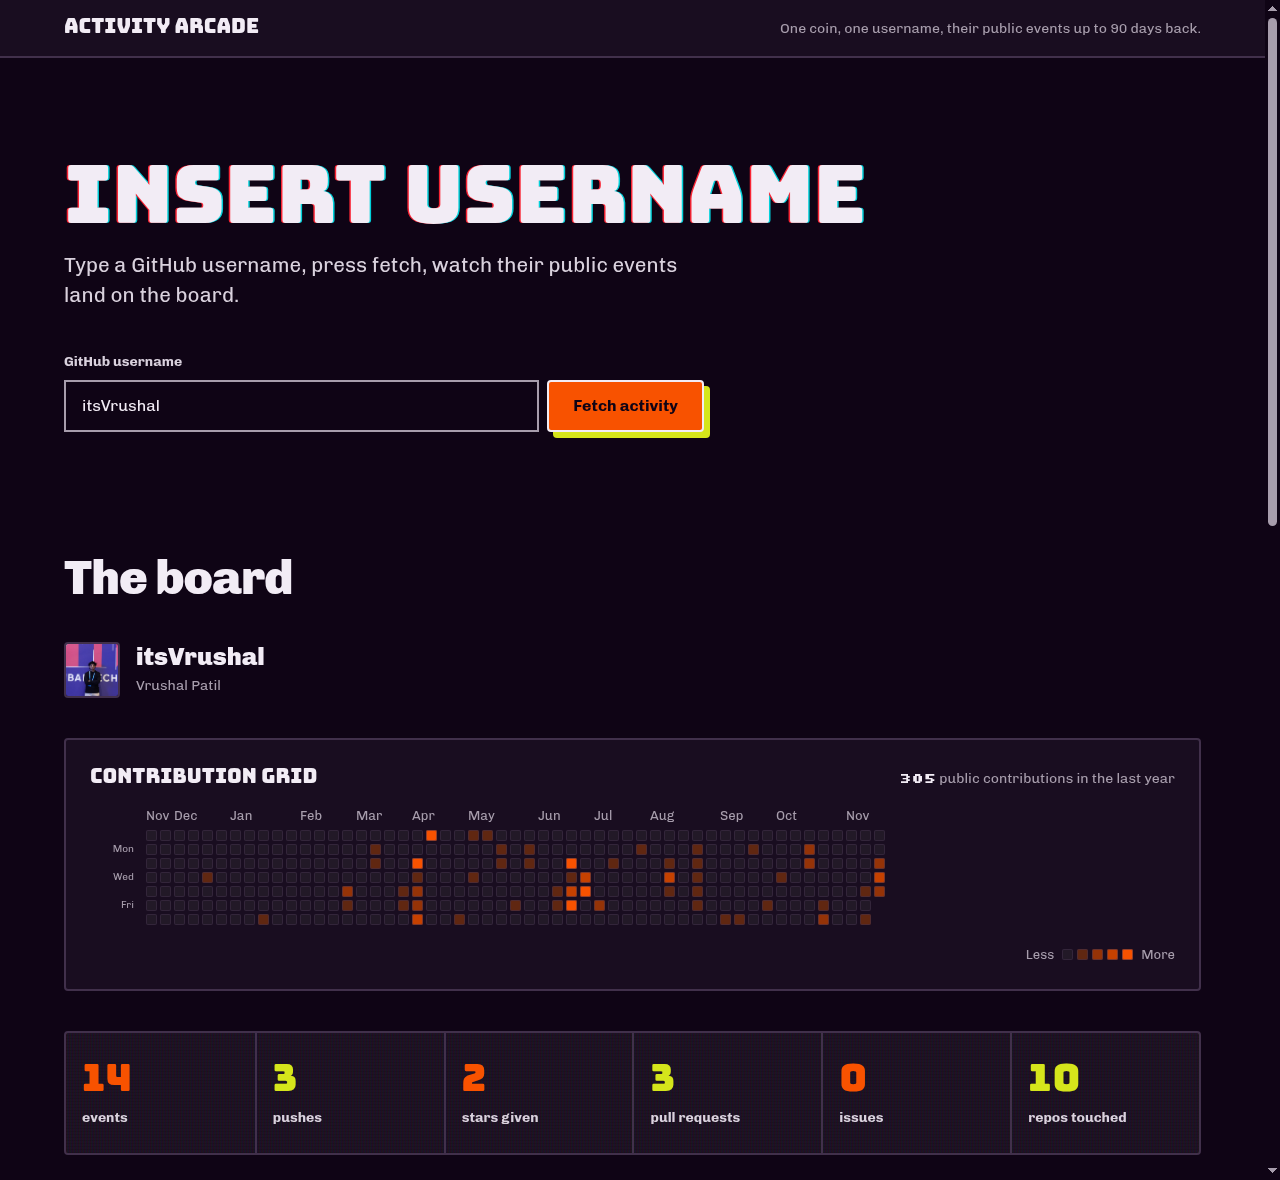 ACTIVITY ARCADE
One coin, one username, their public events up to 90 days back.
INSERT USERNAME
Type a GitHub username, press fetch, watch their public events
land on the board.
GitHub username
itsVrushal
Fetch activity
The board
itsVrushal
Vrushal Patil
CONTRIBUTION GRID
305 public contributions in the last year
Nov Dec Jan Feb Mar Apr May Jun Jul Aug Sep Oct Nov
Mon
Wed
Fri
Less More
14 3 2 3 0 10
events pushes stars given pull requests issues repos touched